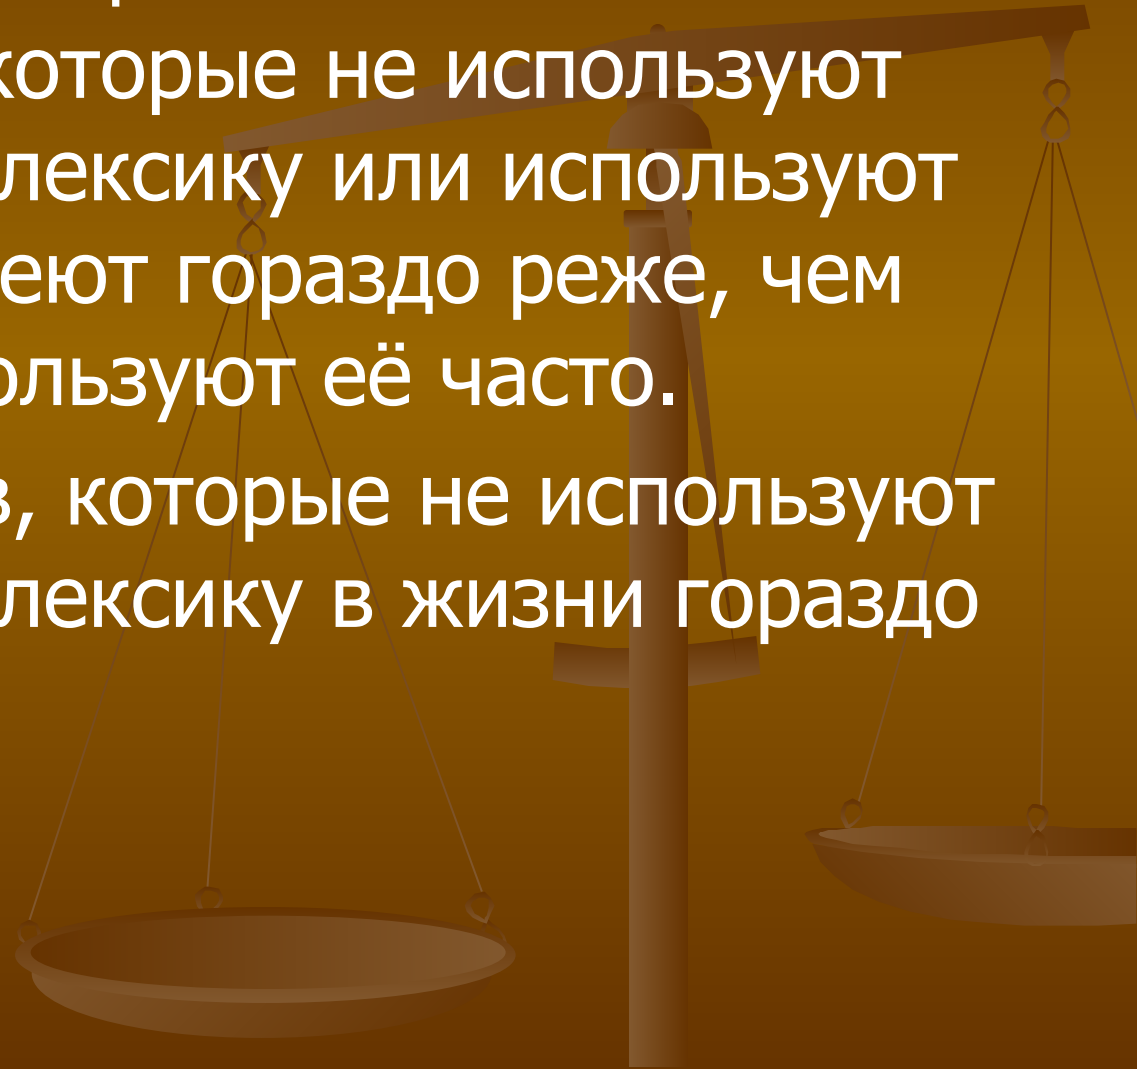 которые не используют
лексику или используют
еют гораздо реже, чем
ользуют её часто.
в, которые не используют
лексику в жизни гораздо